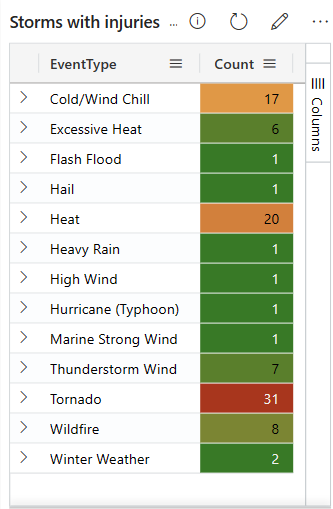 Storms with injuries ...
EventType Count
Cold/Wind Chill 17
Excessive Heat 6
Flash Flood 1
Hail 1
Heat 20
Heavy Rain 1
High Wind 1
Hurricane (Typhoon) 1
Marine Strong Wind 1
Thunderstorm Wind 7
Tornado 31
Wildfire 8
Winter Weather 2
Columns